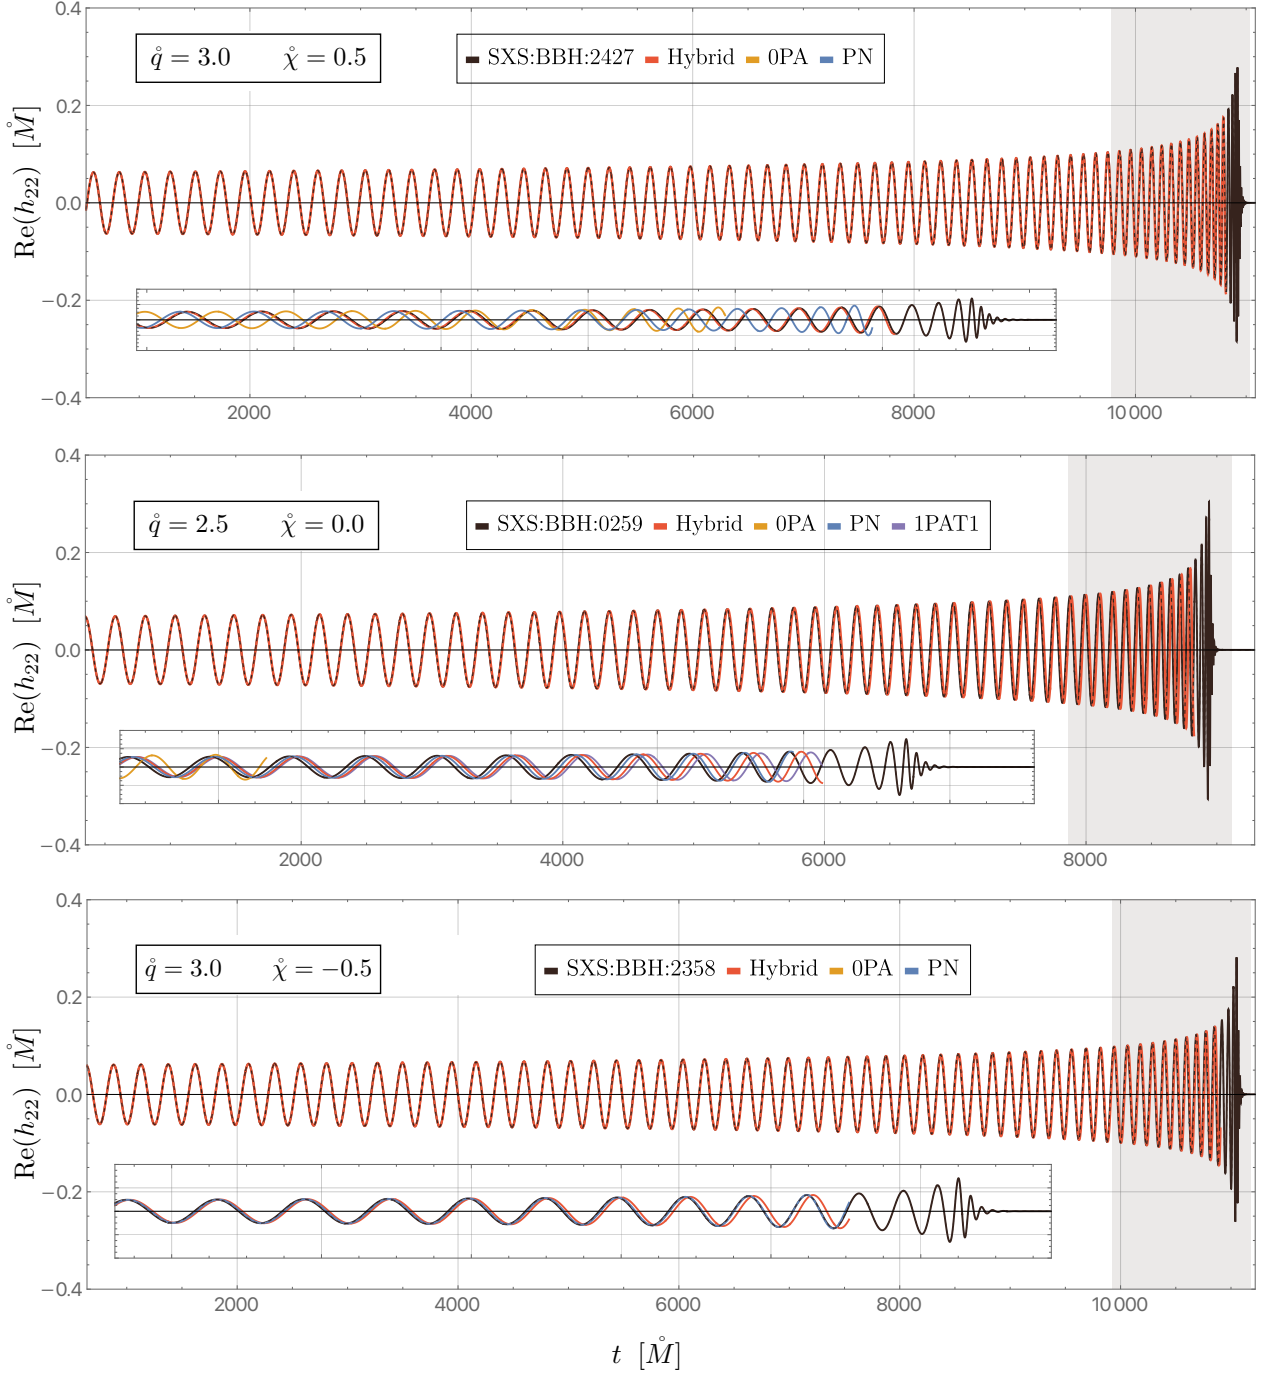 0.4
q̊ = 3.0 χ̊ = 0.5
SXS:BBH:2427 Hybrid 0PA PN
0.2
Re(h₂₂) [M̊]
0.0
−0.2
−0.4
2000 4000 6000 8000 10000
0.4
q̊ = 2.5 χ̊ = 0.0
SXS:BBH:0259 Hybrid 0PA PN 1PAT1
0.2
Re(h₂₂) [M̊]
0.0
−0.2
−0.4
2000 4000 6000 8000
0.4
q̊ = 3.0 χ̊ = −0.5
SXS:BBH:2358 Hybrid 0PA PN
0.2
Re(h₂₂) [M̊]
0.0
−0.2
−0.4
2000 4000 6000 8000 10000
t [M̊]